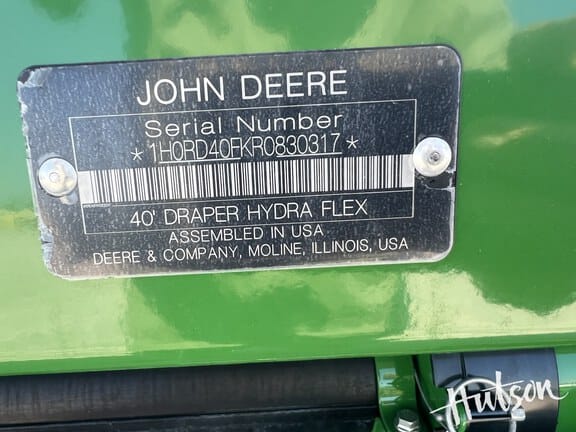 JOHN DEERE
Serial Number
*1H0RD40FKR0830317*
40' DRAPER HYDRA FLEX
ASSEMBLED IN USA
DEERE & COMPANY, MOLINE, ILLINOIS, USA
Hutson